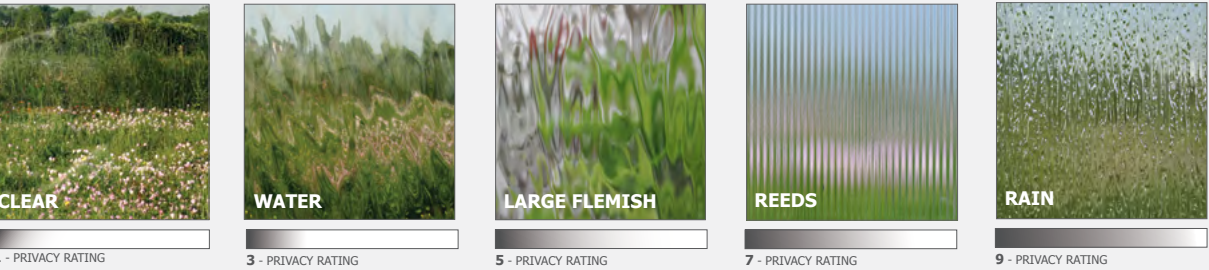 CLEAR
WATER
LARGE FLEMISH
REEDS
RAIN
- PRIVACY RATING
3 - PRIVACY RATING
5 - PRIVACY RATING
7 - PRIVACY RATING
9 - PRIVACY RATING